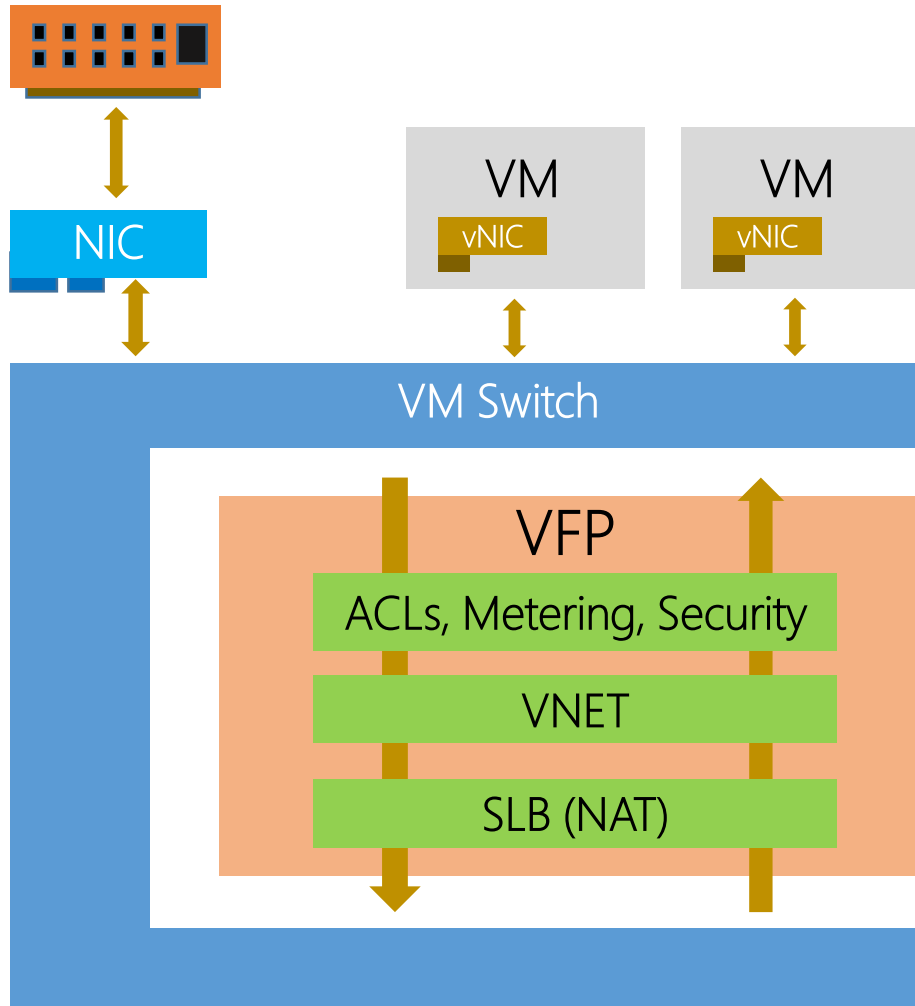 NIC
VM
vNIC
VM
vNIC
VM Switch
VFP
ACLs, Metering, Security
VNET
SLB (NAT)